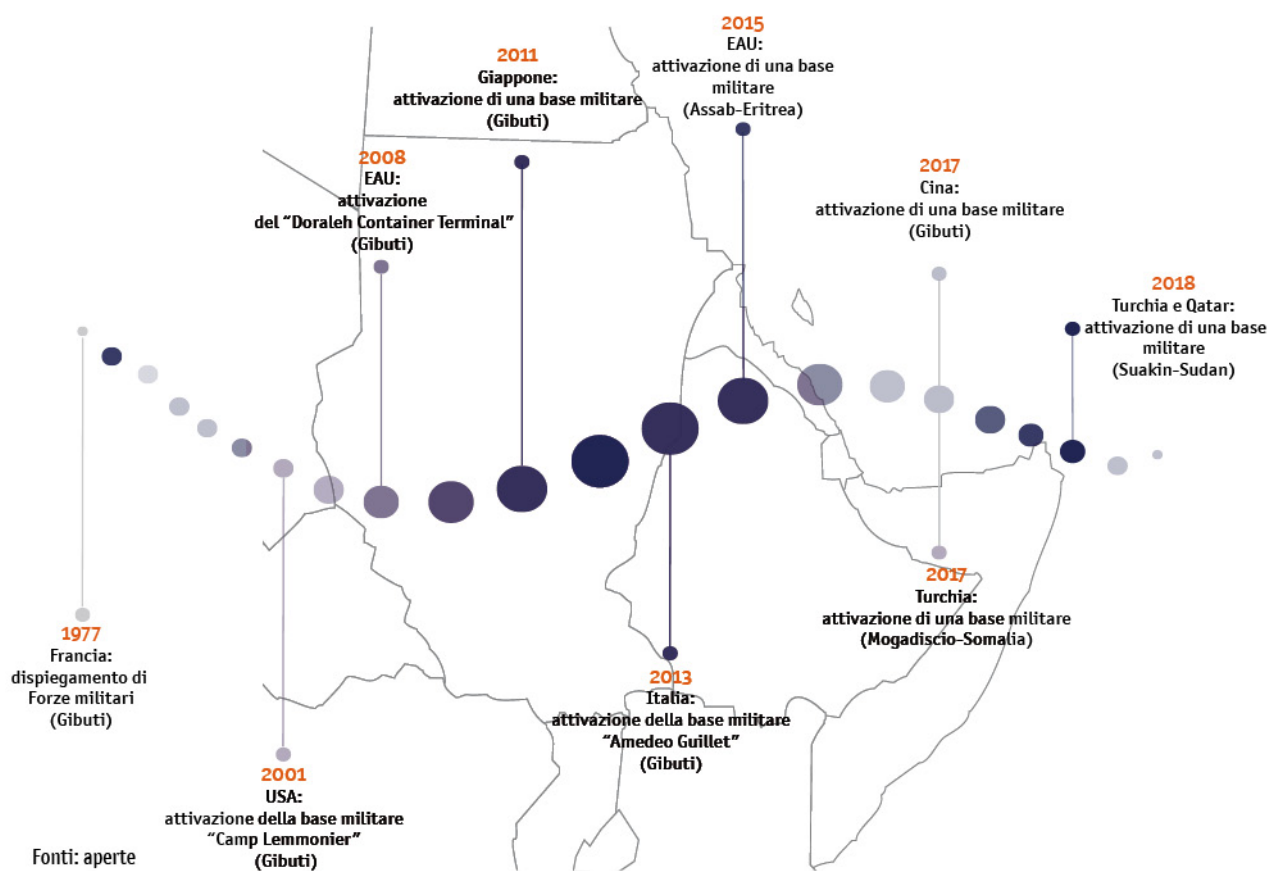 1977
Francia:
dispiegamento di
Forze militari
(Gibuti)
2001
USA:
attivazione della base militare
“Camp Lemmonier”
(Gibuti)
2008
EAU:
attivazione
del “Doraleh Container Terminal”
(Gibuti)
2011
Giappone:
attivazione di una base militare
(Gibuti)
2013
Italia:
attivazione della base militare
“Amedeo Guillet”
(Gibuti)
2015
EAU:
attivazione di una base
militare
(Assab-Eritrea)
2017
Cina:
attivazione di una base militare
(Gibuti)
2017
Turchia:
attivazione di una base militare
(Mogadiscio-Somalia)
2018
Turchia e Qatar:
attivazione di una base
militare
(Suakin-Sudan)
Fonti: aperte